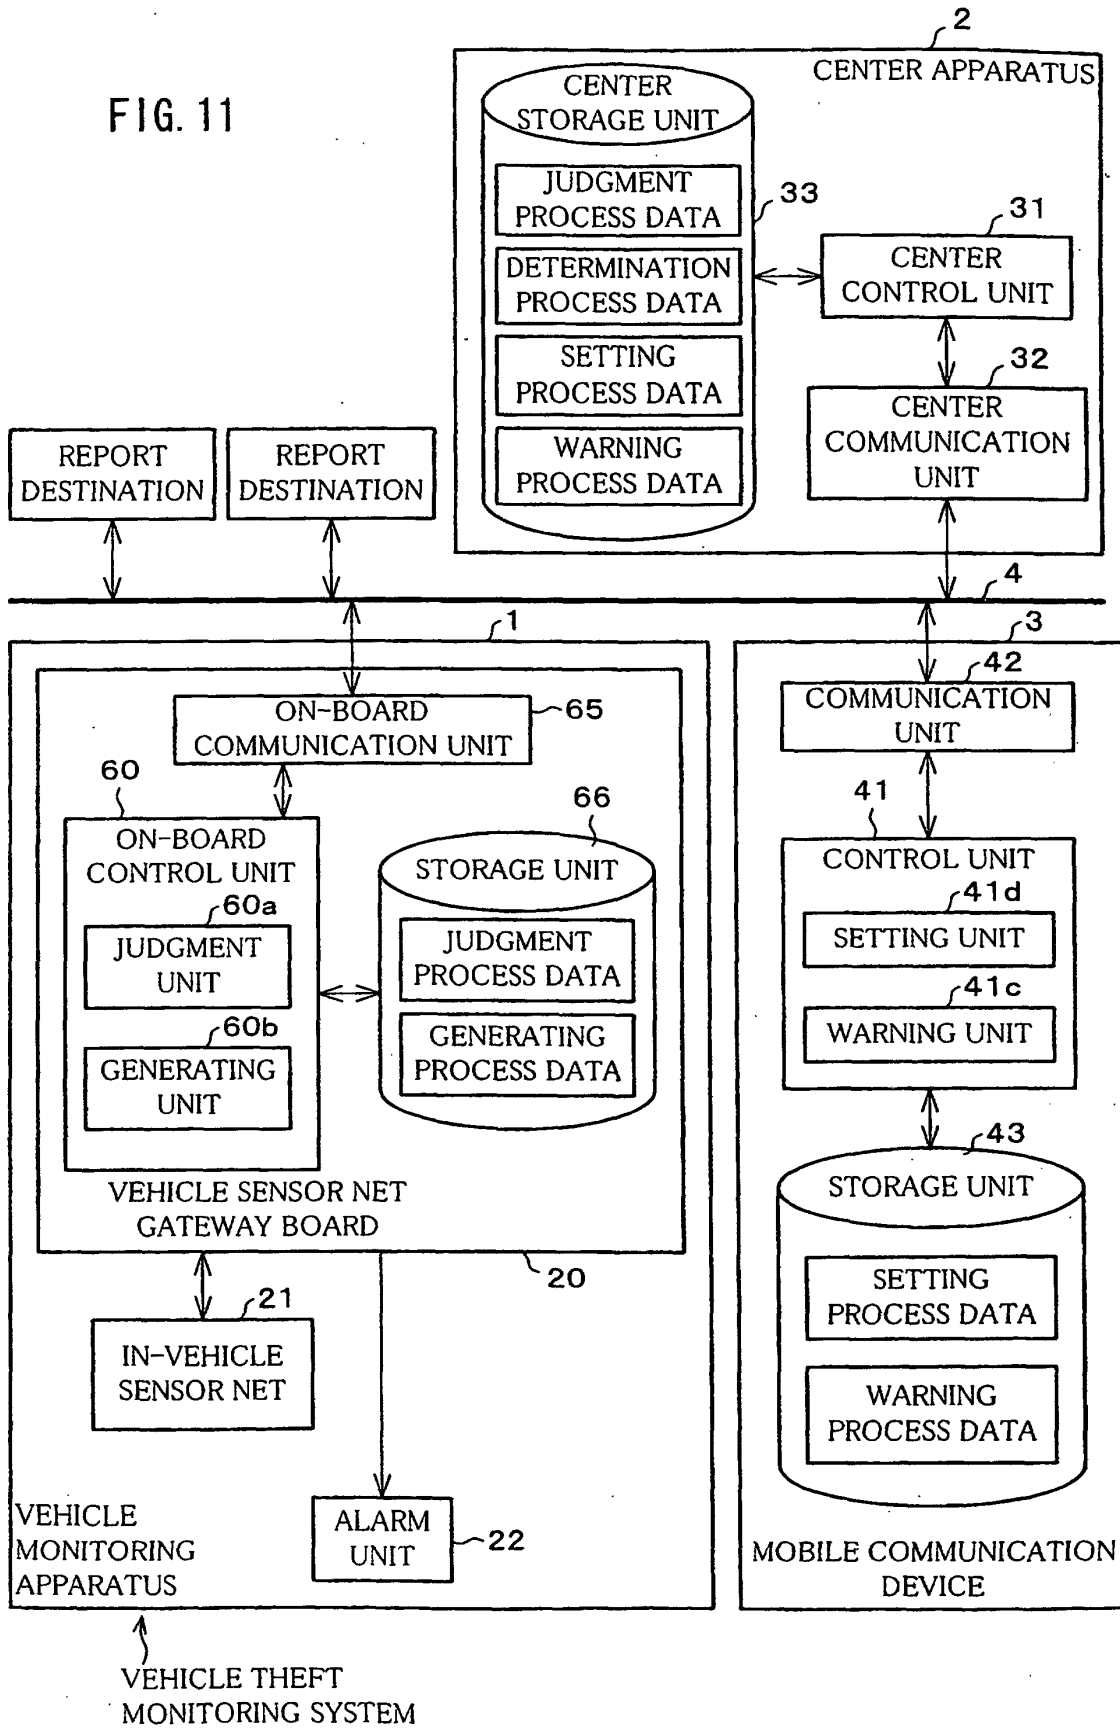 FIG. 11
2
CENTER APPARATUS
CENTER
STORAGE UNIT
JUDGMENT
PROCESS DATA
DETERMINATION
PROCESS DATA
SETTING
PROCESS DATA
WARNING
PROCESS DATA
33
31
CENTER
CONTROL UNIT
32
CENTER
COMMUNICATION
UNIT
REPORT
DESTINATION
REPORT
DESTINATION
4
1
ON-BOARD
COMMUNICATION UNIT
65
60
ON-BOARD
CONTROL UNIT
60a
JUDGMENT
UNIT
60b
GENERATING
UNIT
66
STORAGE UNIT
JUDGMENT
PROCESS DATA
GENERATING
PROCESS DATA
VEHICLE SENSOR NET
GATEWAY BOARD
20
21
IN-VEHICLE
SENSOR NET
ALARM
UNIT
22
VEHICLE
MONITORING
APPARATUS
3
42
COMMUNICATION
UNIT
41
CONTROL UNIT
41d
SETTING UNIT
41c
WARNING UNIT
43
STORAGE UNIT
SETTING
PROCESS DATA
WARNING
PROCESS DATA
MOBILE COMMUNICATION
DEVICE
VEHICLE THEFT
MONITORING SYSTEM